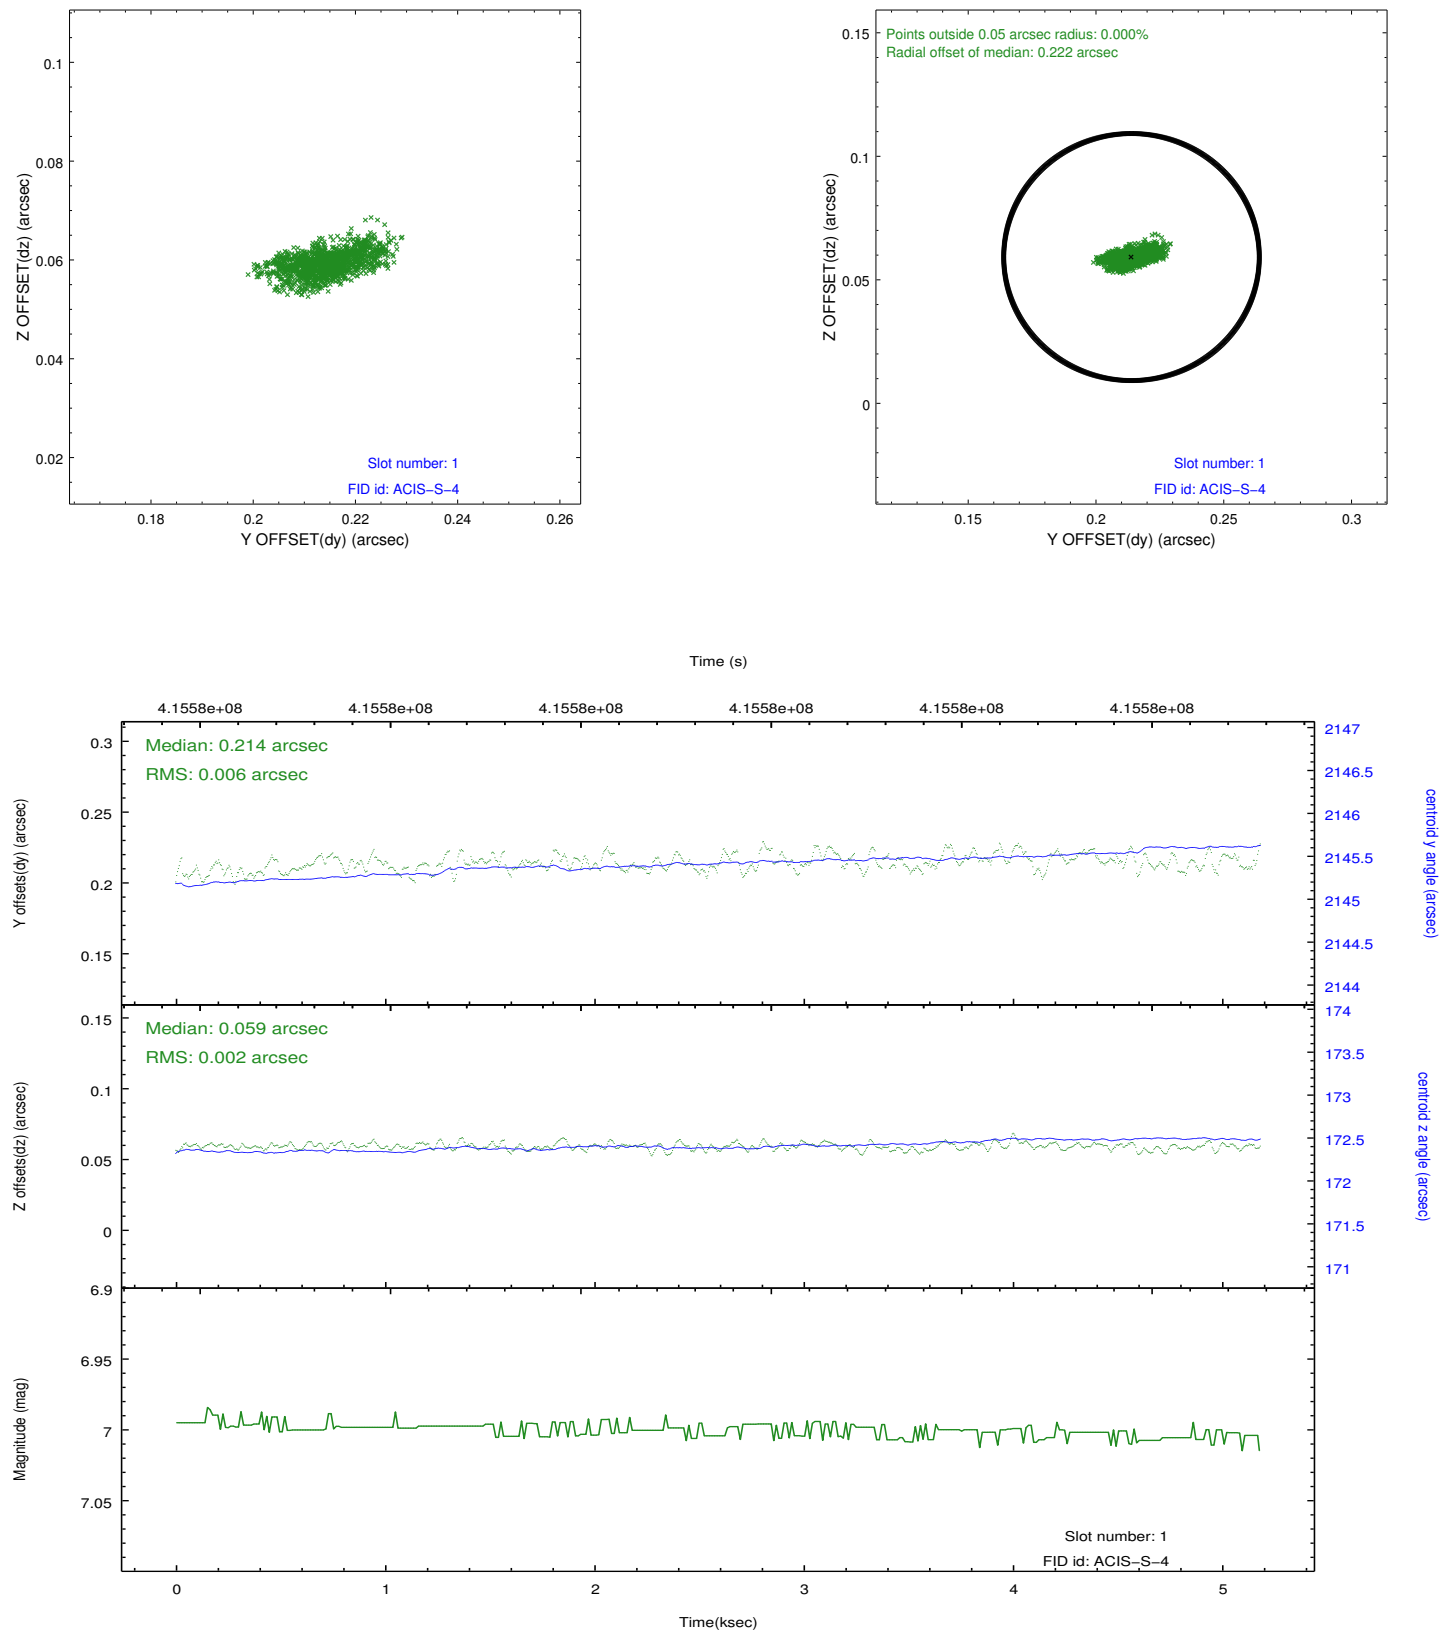 0.1
0.08
0.06
0.04
0.02
Z OFFSET(dz) (arcsec)
Slot number: 1
FID id: ACIS−S−4
0.18 0.2 0.22 0.24 0.26
Y OFFSET(dy) (arcsec)
Points outside 0.05 arcsec radius: 0.000%
Radial offset of median: 0.222 arcsec
0.15
0.1
0.05
0
Z OFFSET(dz) (arcsec)
Slot number: 1
FID id: ACIS−S−4
0.15 0.2 0.25 0.3
Y OFFSET(dy) (arcsec)
Time (s)
4.1558e+08 4.1558e+08 4.1558e+08 4.1558e+08 4.1558e+08 4.1558e+08
Median: 0.214 arcsec
RMS: 0.006 arcsec
0.3
0.25
0.2
0.15
Y offsets(dy) (arcsec)
2147
2146.5
2146
2145.5
2145
2144.5
2144
centroid y angle (arcsec)
Median: 0.059 arcsec
RMS: 0.002 arcsec
0.15
0.1
0.05
0
Z offsets(dz) (arcsec)
174
173.5
173
172.5
172
171.5
171
centroid z angle (arcsec)
6.9
6.95
7
7.05
Magnitude (mag)
Slot number: 1
FID id: ACIS−S−4
0 1 2 3 4 5
Time(ksec)